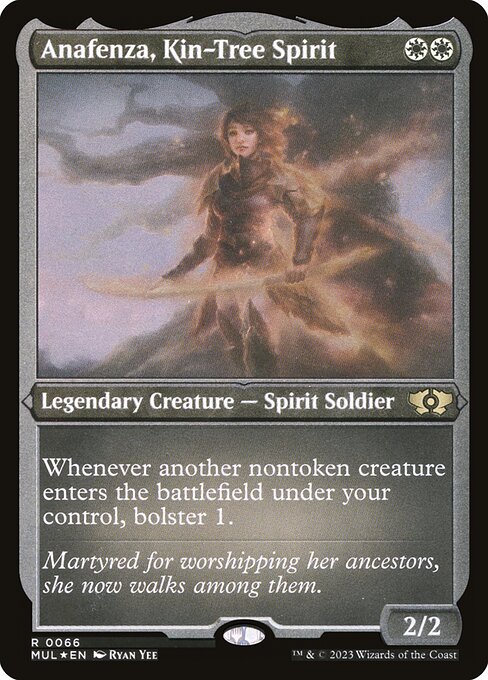 Anafenza, Kin-Tree Spirit
Legendary Creature — Spirit Soldier
Whenever another nontoken creature
enters the battlefield under your
control, bolster 1.
Martyred for worshipping her ancestors,
she now walks among them.
2/2
R 0066
MUL★EN Ryan Yee
™ & © 2023 Wizards of the Coast